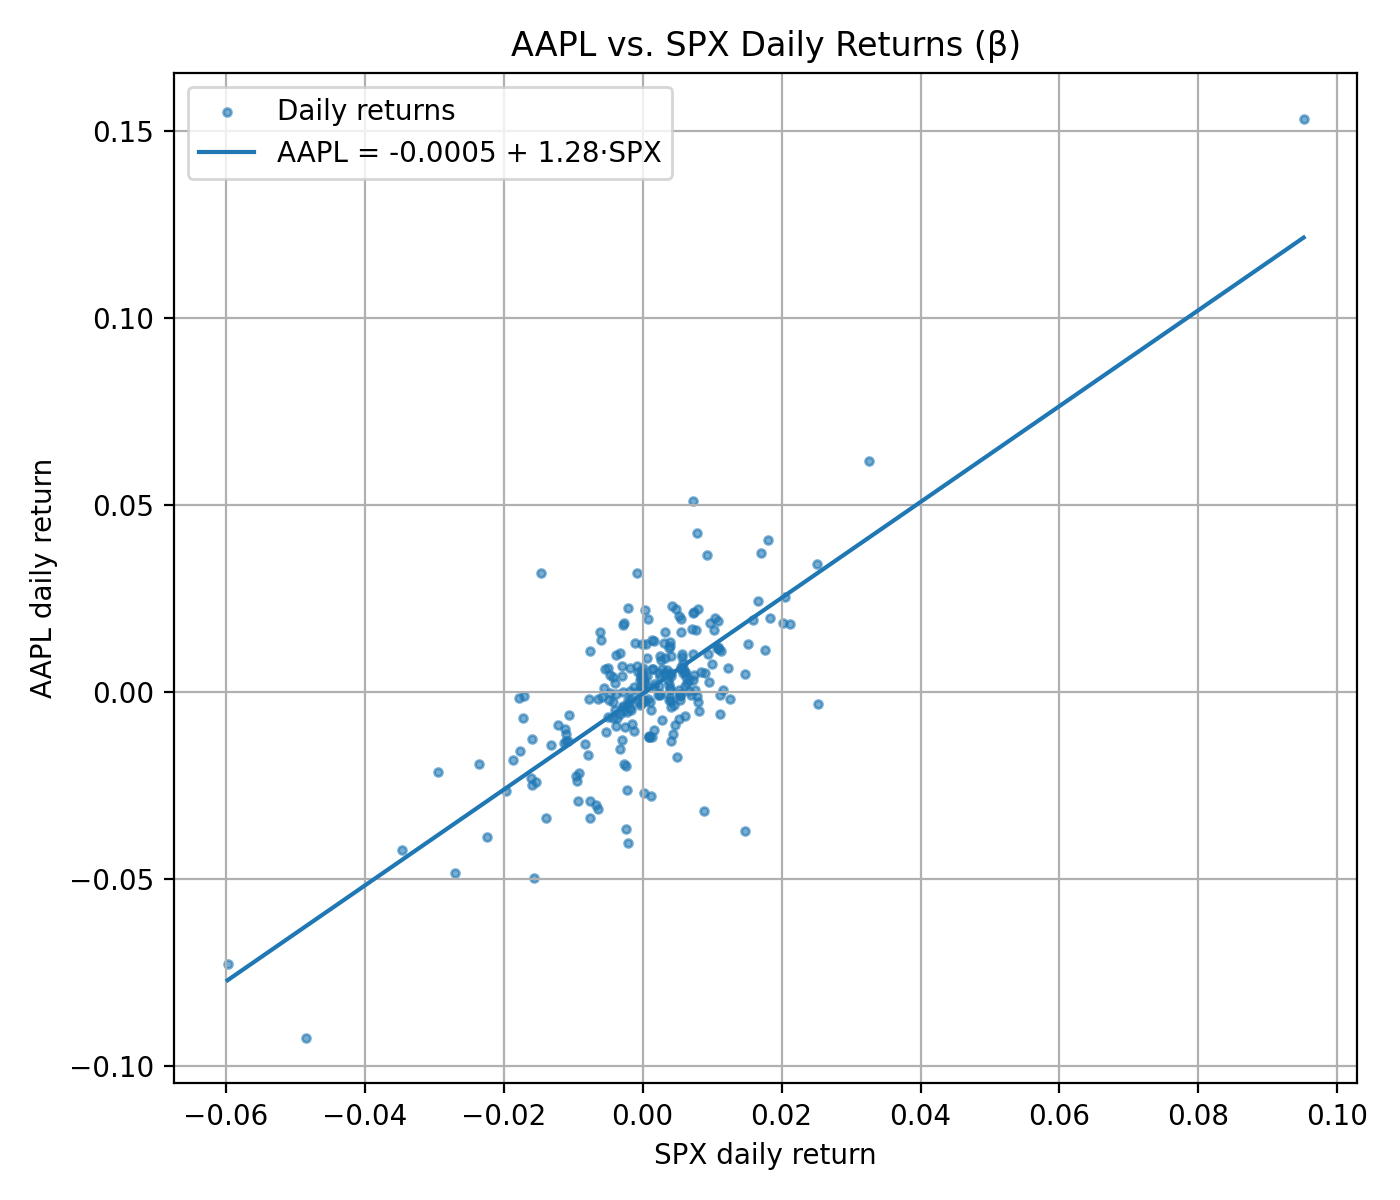 AAPL vs. SPX Daily Returns (β)
Daily returns
AAPL = -0.0005 + 1.28·SPX
0.15
0.10
0.05
0.00
−0.05
−0.10
AAPL daily return
−0.06 −0.04 −0.02 0.00 0.02 0.04 0.06 0.08 0.10
SPX daily return